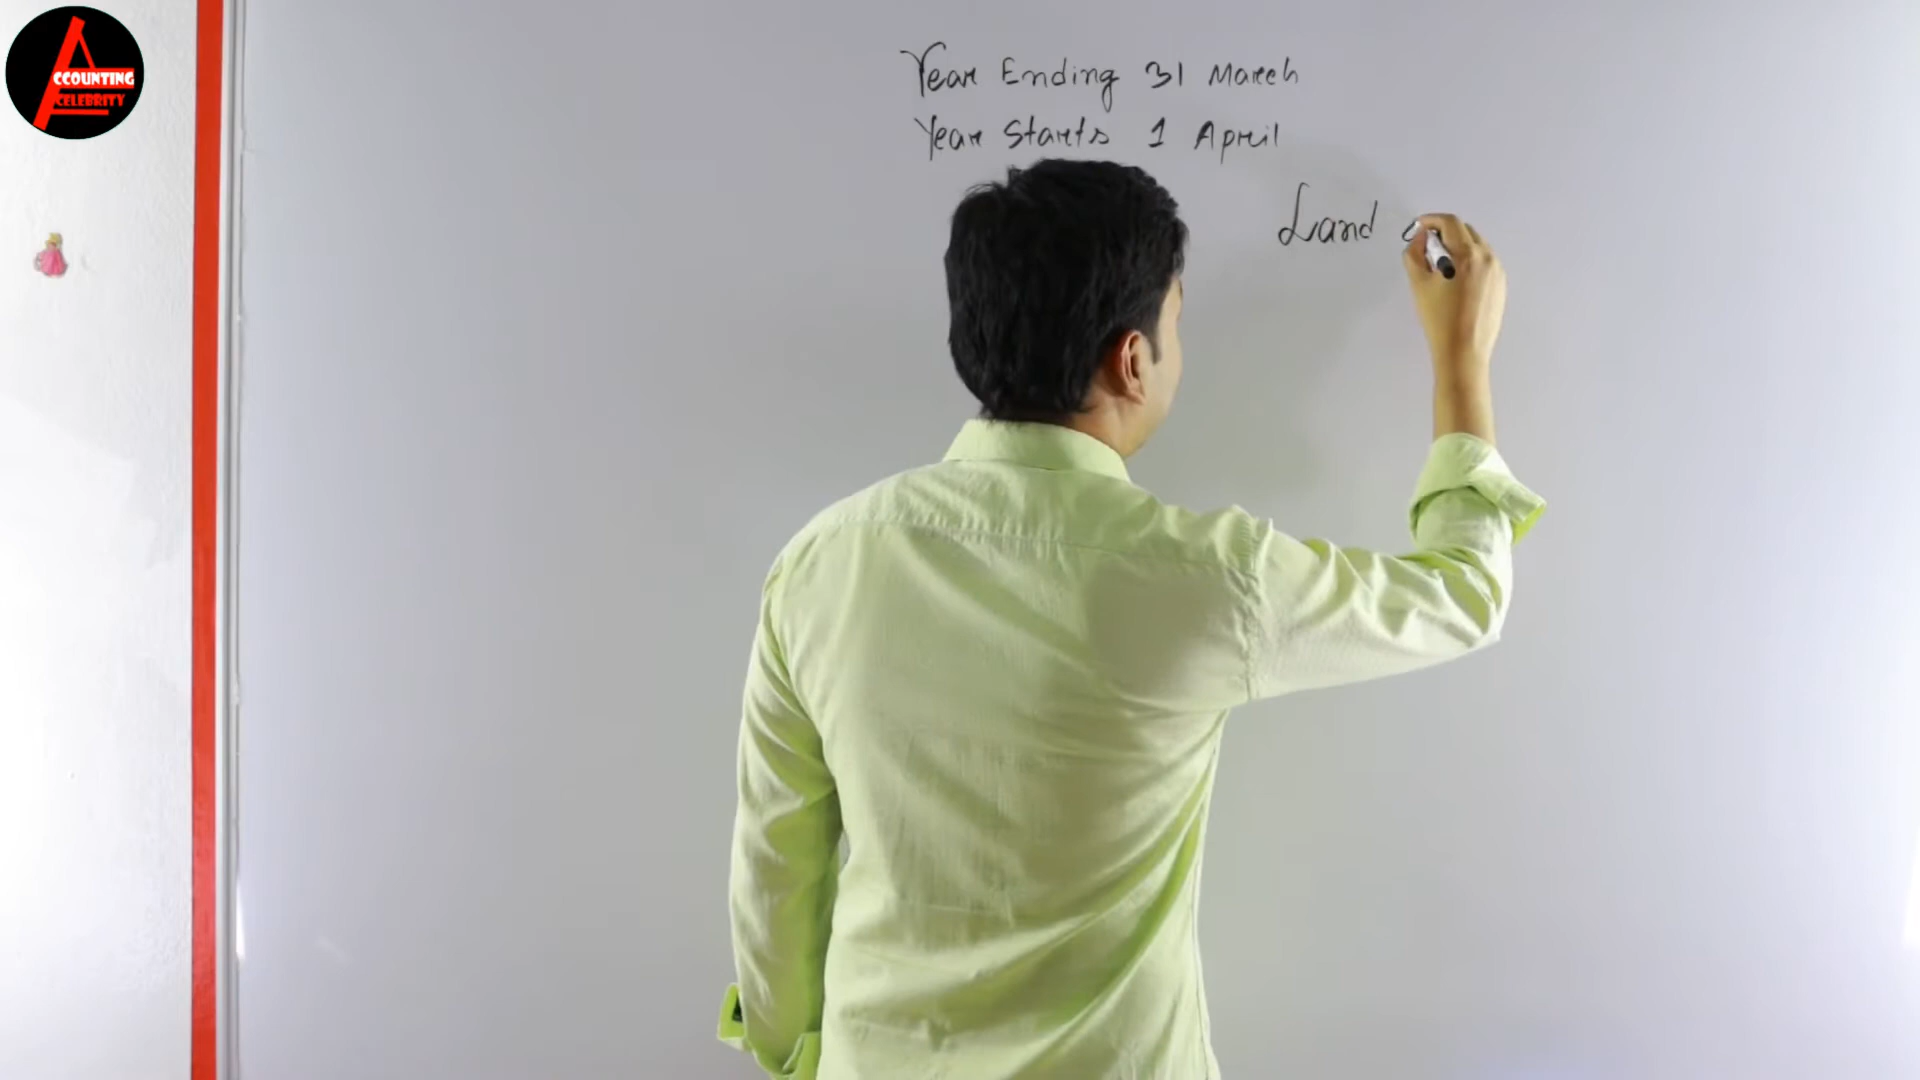 ACCOUNTING
CELEBRITY
Year Ending 31 March
Year Starts 1 April
Land